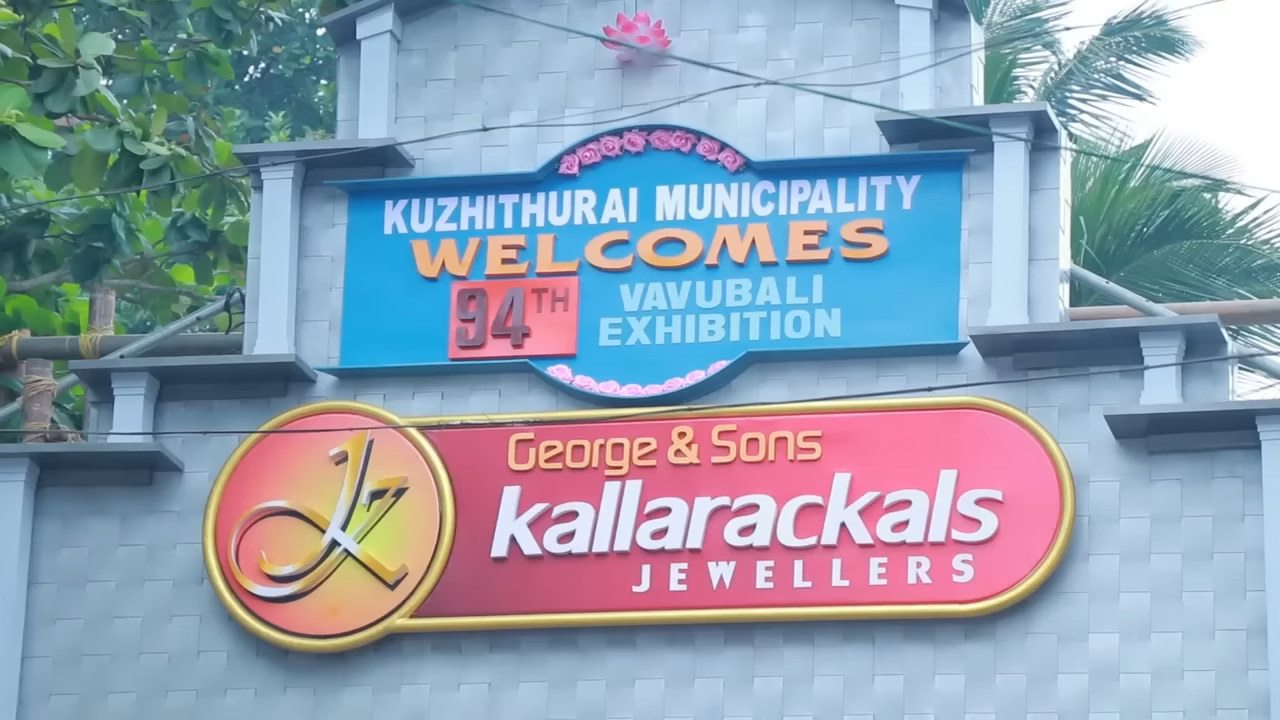 KUZHITHURAI MUNICIPALITY
WELCOMES
94TH VAVUBALI
EXHIBITION
George & Sons
kallarackals
JEWELLERS